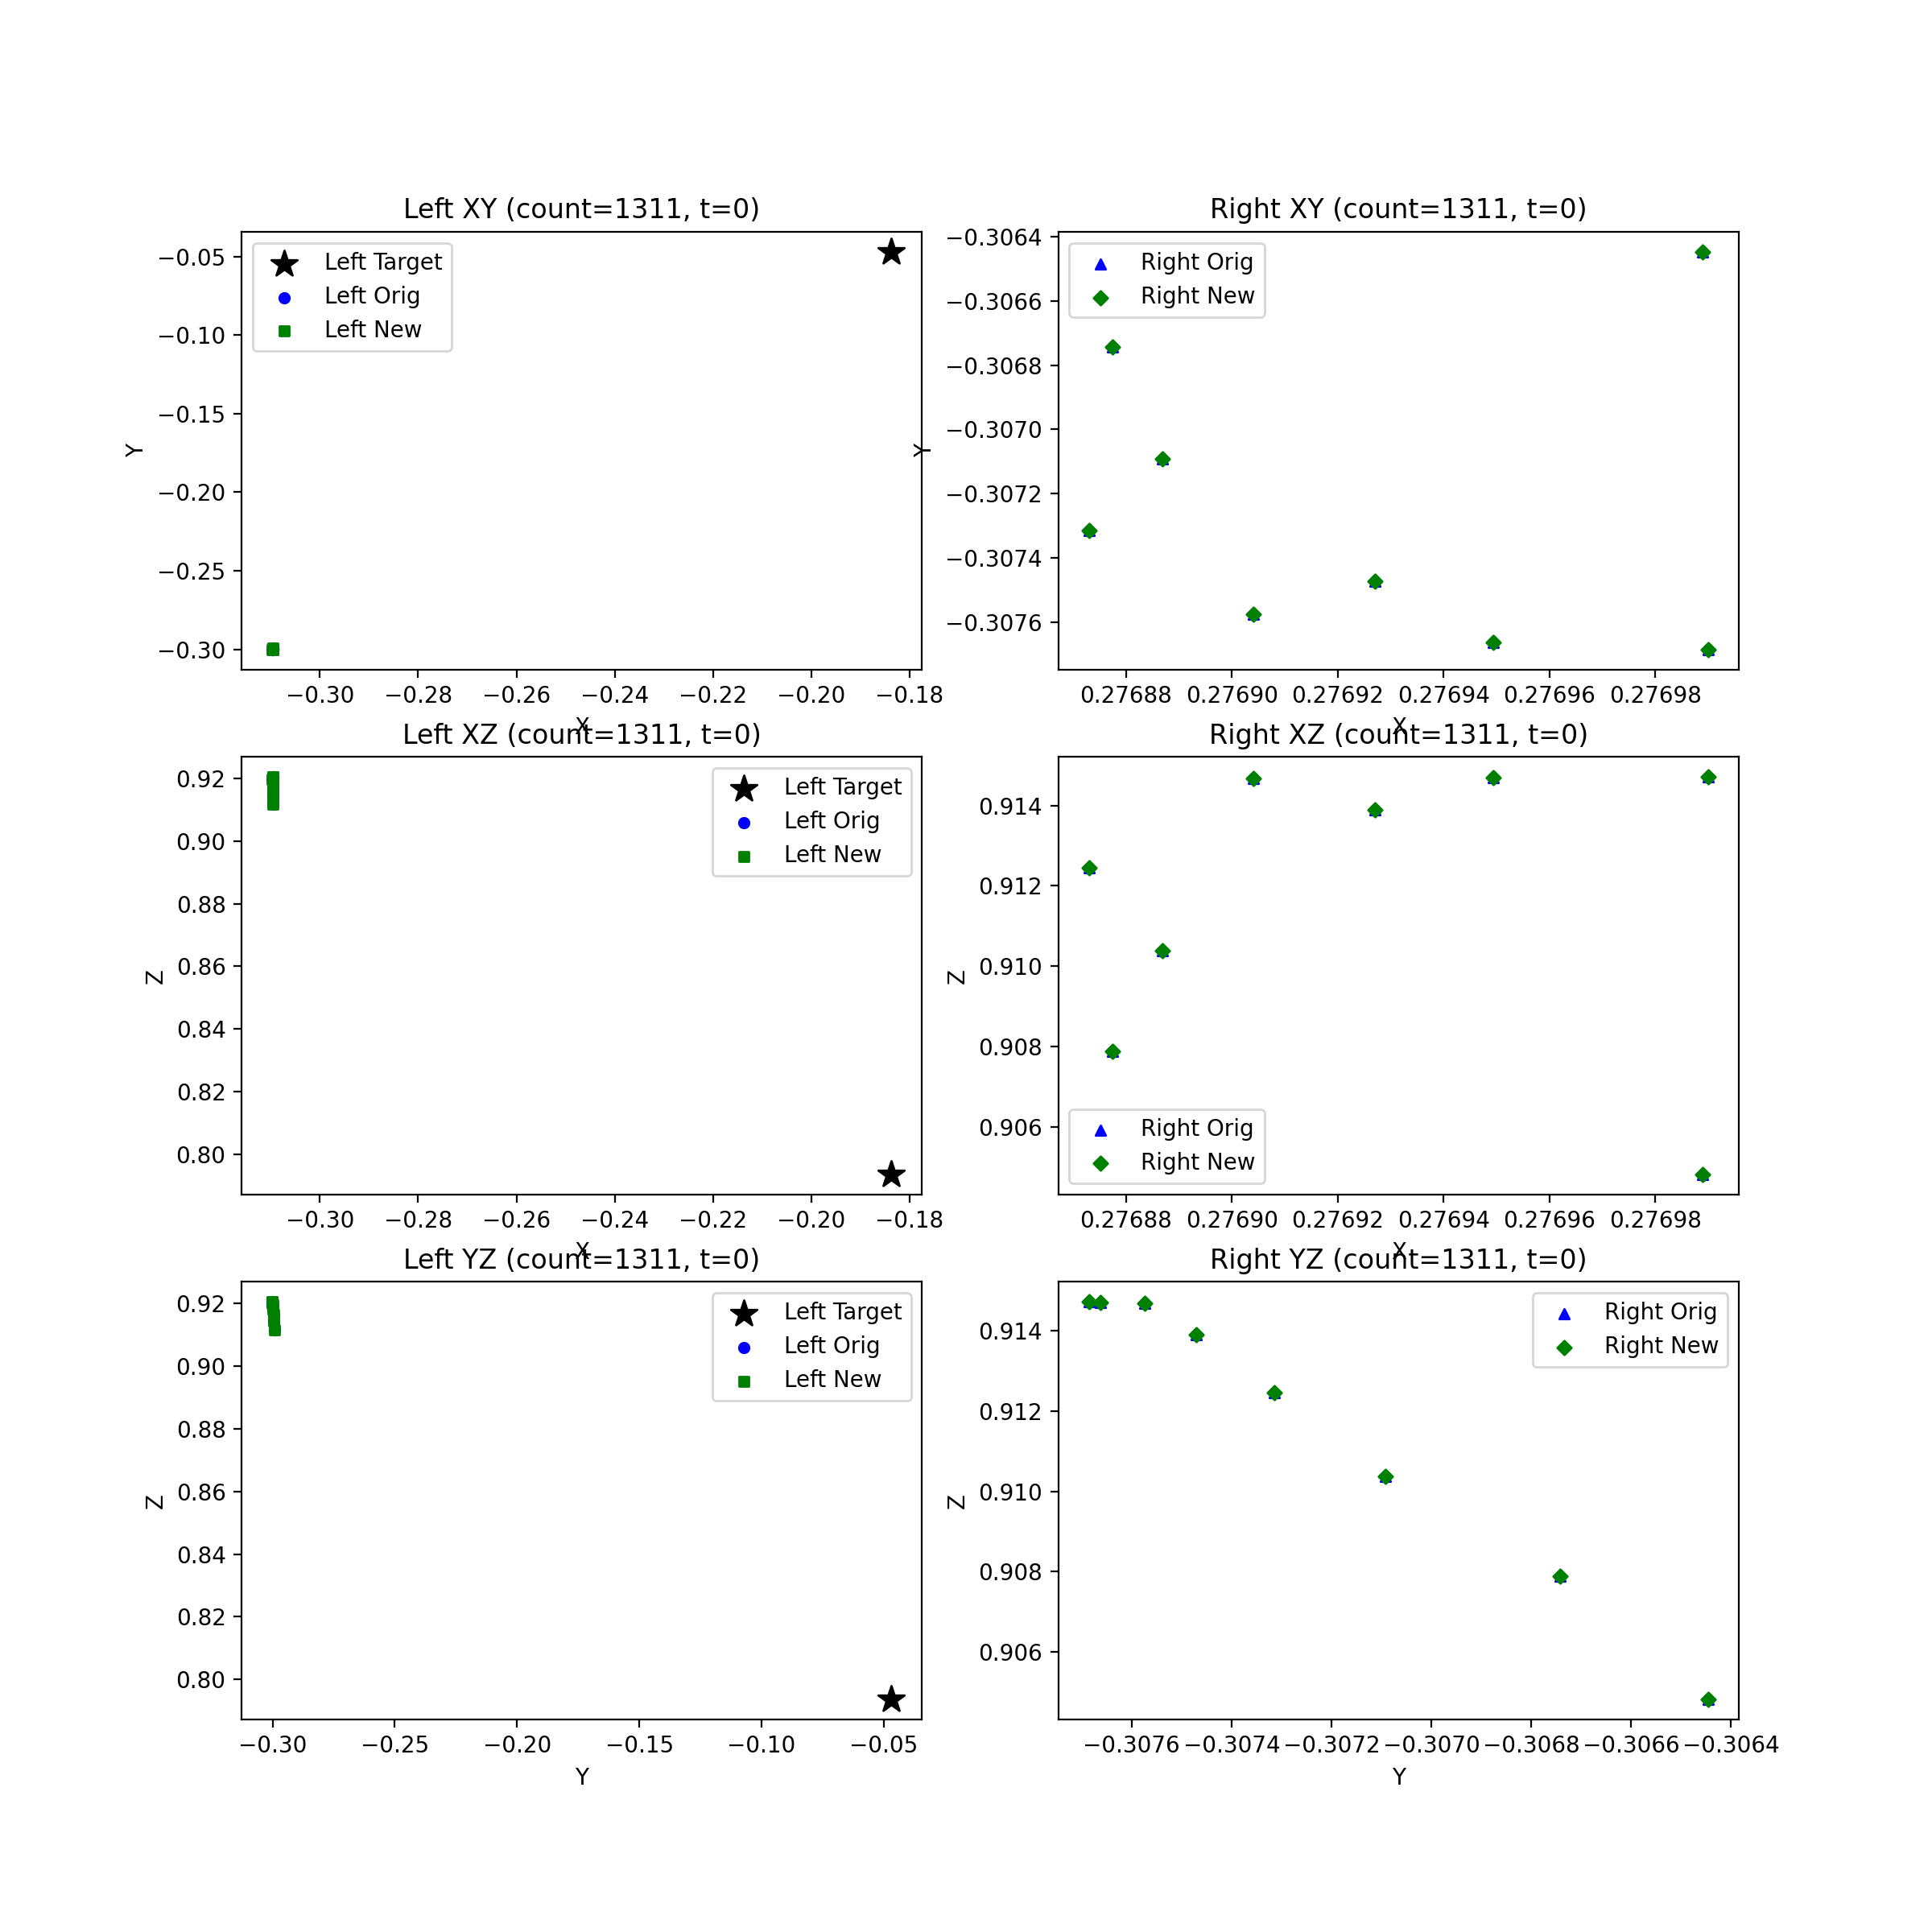 Left XY (count=1311, t=0)
−0.05
−0.10
−0.15
−0.20
−0.25
−0.30
Y
Left Target
Left Orig
Left New
−0.30 −0.28 −0.26 −0.24 −0.22 −0.20 −0.18
X
Right XY (count=1311, t=0)
−0.3064
−0.3066
−0.3068
−0.3070
−0.3072
−0.3074
−0.3076
Y
Right Orig
Right New
0.27688 0.27690 0.27692 0.27694 0.27696 0.27698
X
Left XZ (count=1311, t=0)
0.92
0.90
0.88
0.86
0.84
0.82
0.80
Z
Left Target
Left Orig
Left New
−0.30 −0.28 −0.26 −0.24 −0.22 −0.20 −0.18
X
Right XZ (count=1311, t=0)
0.914
0.912
0.910
0.908
0.906
Z
Right Orig
Right New
0.27688 0.27690 0.27692 0.27694 0.27696 0.27698
X
Left YZ (count=1311, t=0)
0.92
0.90
0.88
0.86
0.84
0.82
0.80
Z
Left Target
Left Orig
Left New
−0.30 −0.25 −0.20 −0.15 −0.10 −0.05
Y
Right YZ (count=1311, t=0)
0.914
0.912
0.910
0.908
0.906
Z
Right Orig
Right New
−0.3076 −0.3074 −0.3072 −0.3070 −0.3068 −0.3066 −0.3064
Y